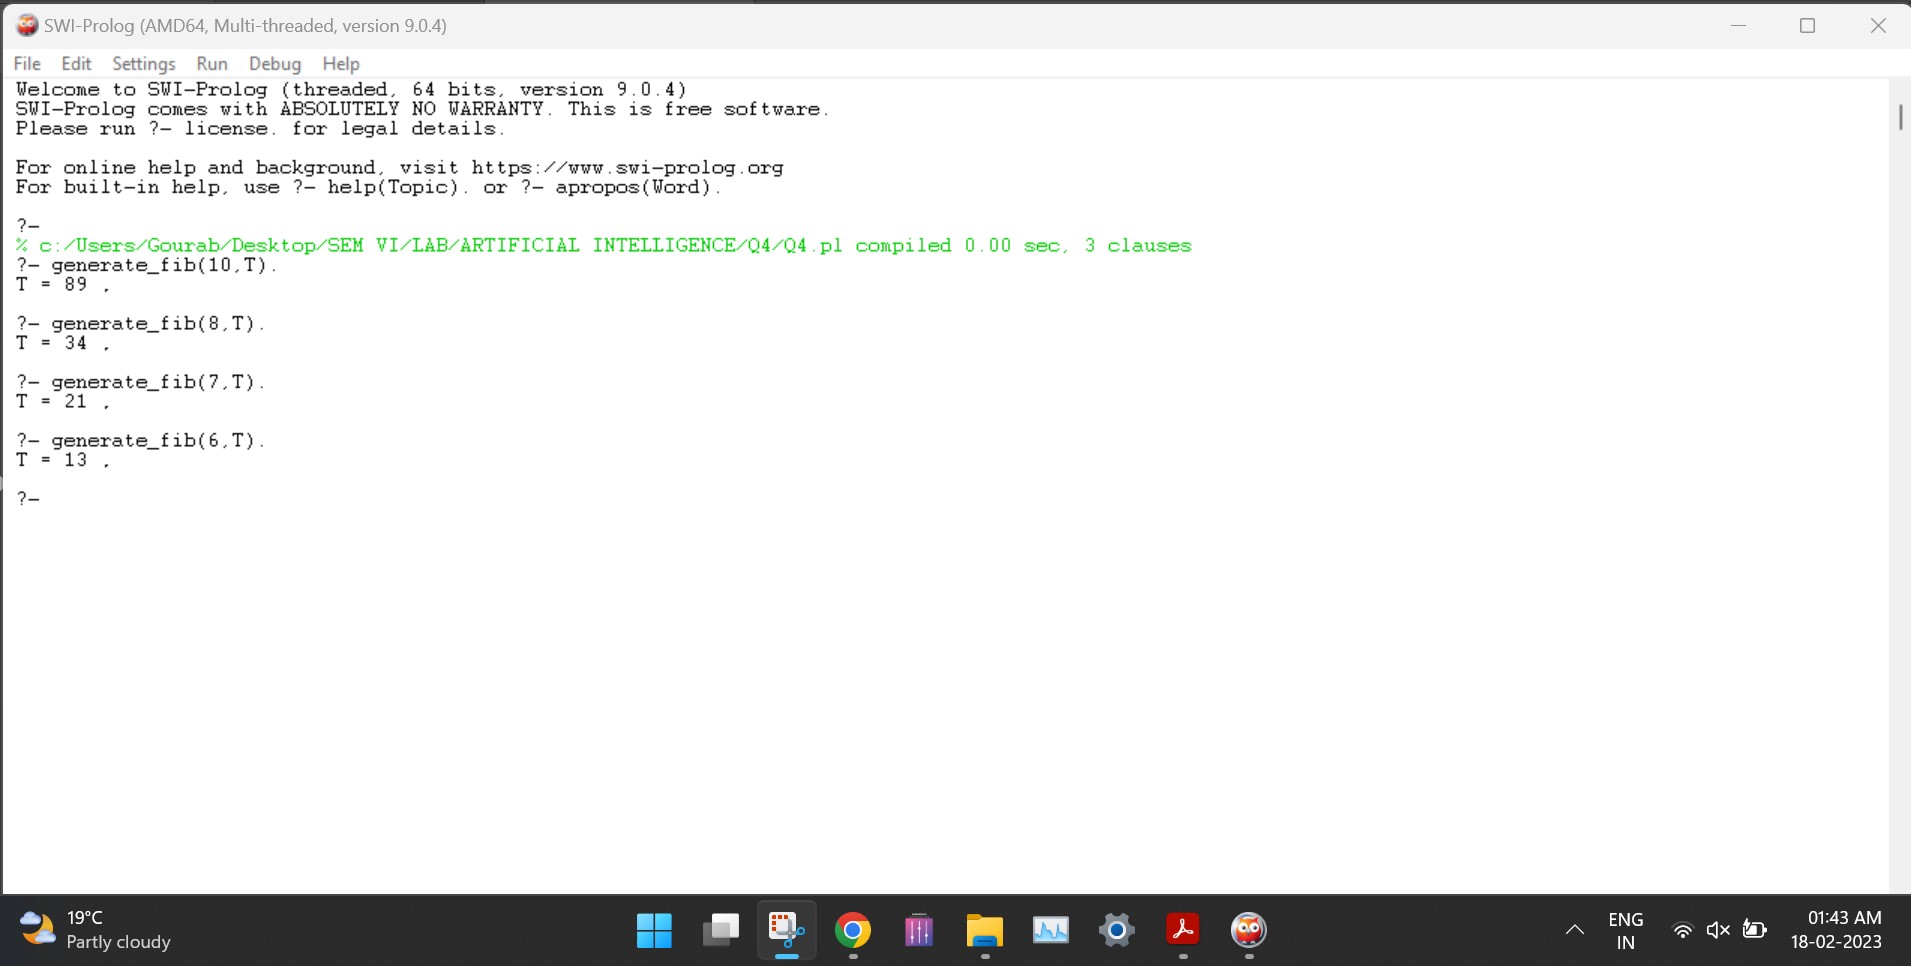 SWI-Prolog (AMD64, Multi-threaded, version 9.0.4)
File Edit Settings Run Debug Help
Welcome to SWI-Prolog (threaded, 64 bits, version 9.0.4)
SWI-Prolog comes with ABSOLUTELY NO WARRANTY. This is free software.
Please run ?- license. for legal details.
For online help and background, visit https://www.swi-prolog.org
For built-in help, use ?- help(Topic). or ?- apropos(Word).
?-
% c:/Users/Gourab/Desktop/SEM VI/LAB/ARTIFICIAL INTELLIGENCE/Q4/Q4.pl compiled 0.00 sec, 3 clauses
?- generate_fib(10,T).
T = 89 .
?- generate_fib(8,T).
T = 34 .
?- generate_fib(7,T).
T = 21 .
?- generate_fib(6,T).
T = 13 .
?-
19°C
Partly cloudy
ENG
IN
01:43 AM
18-02-2023